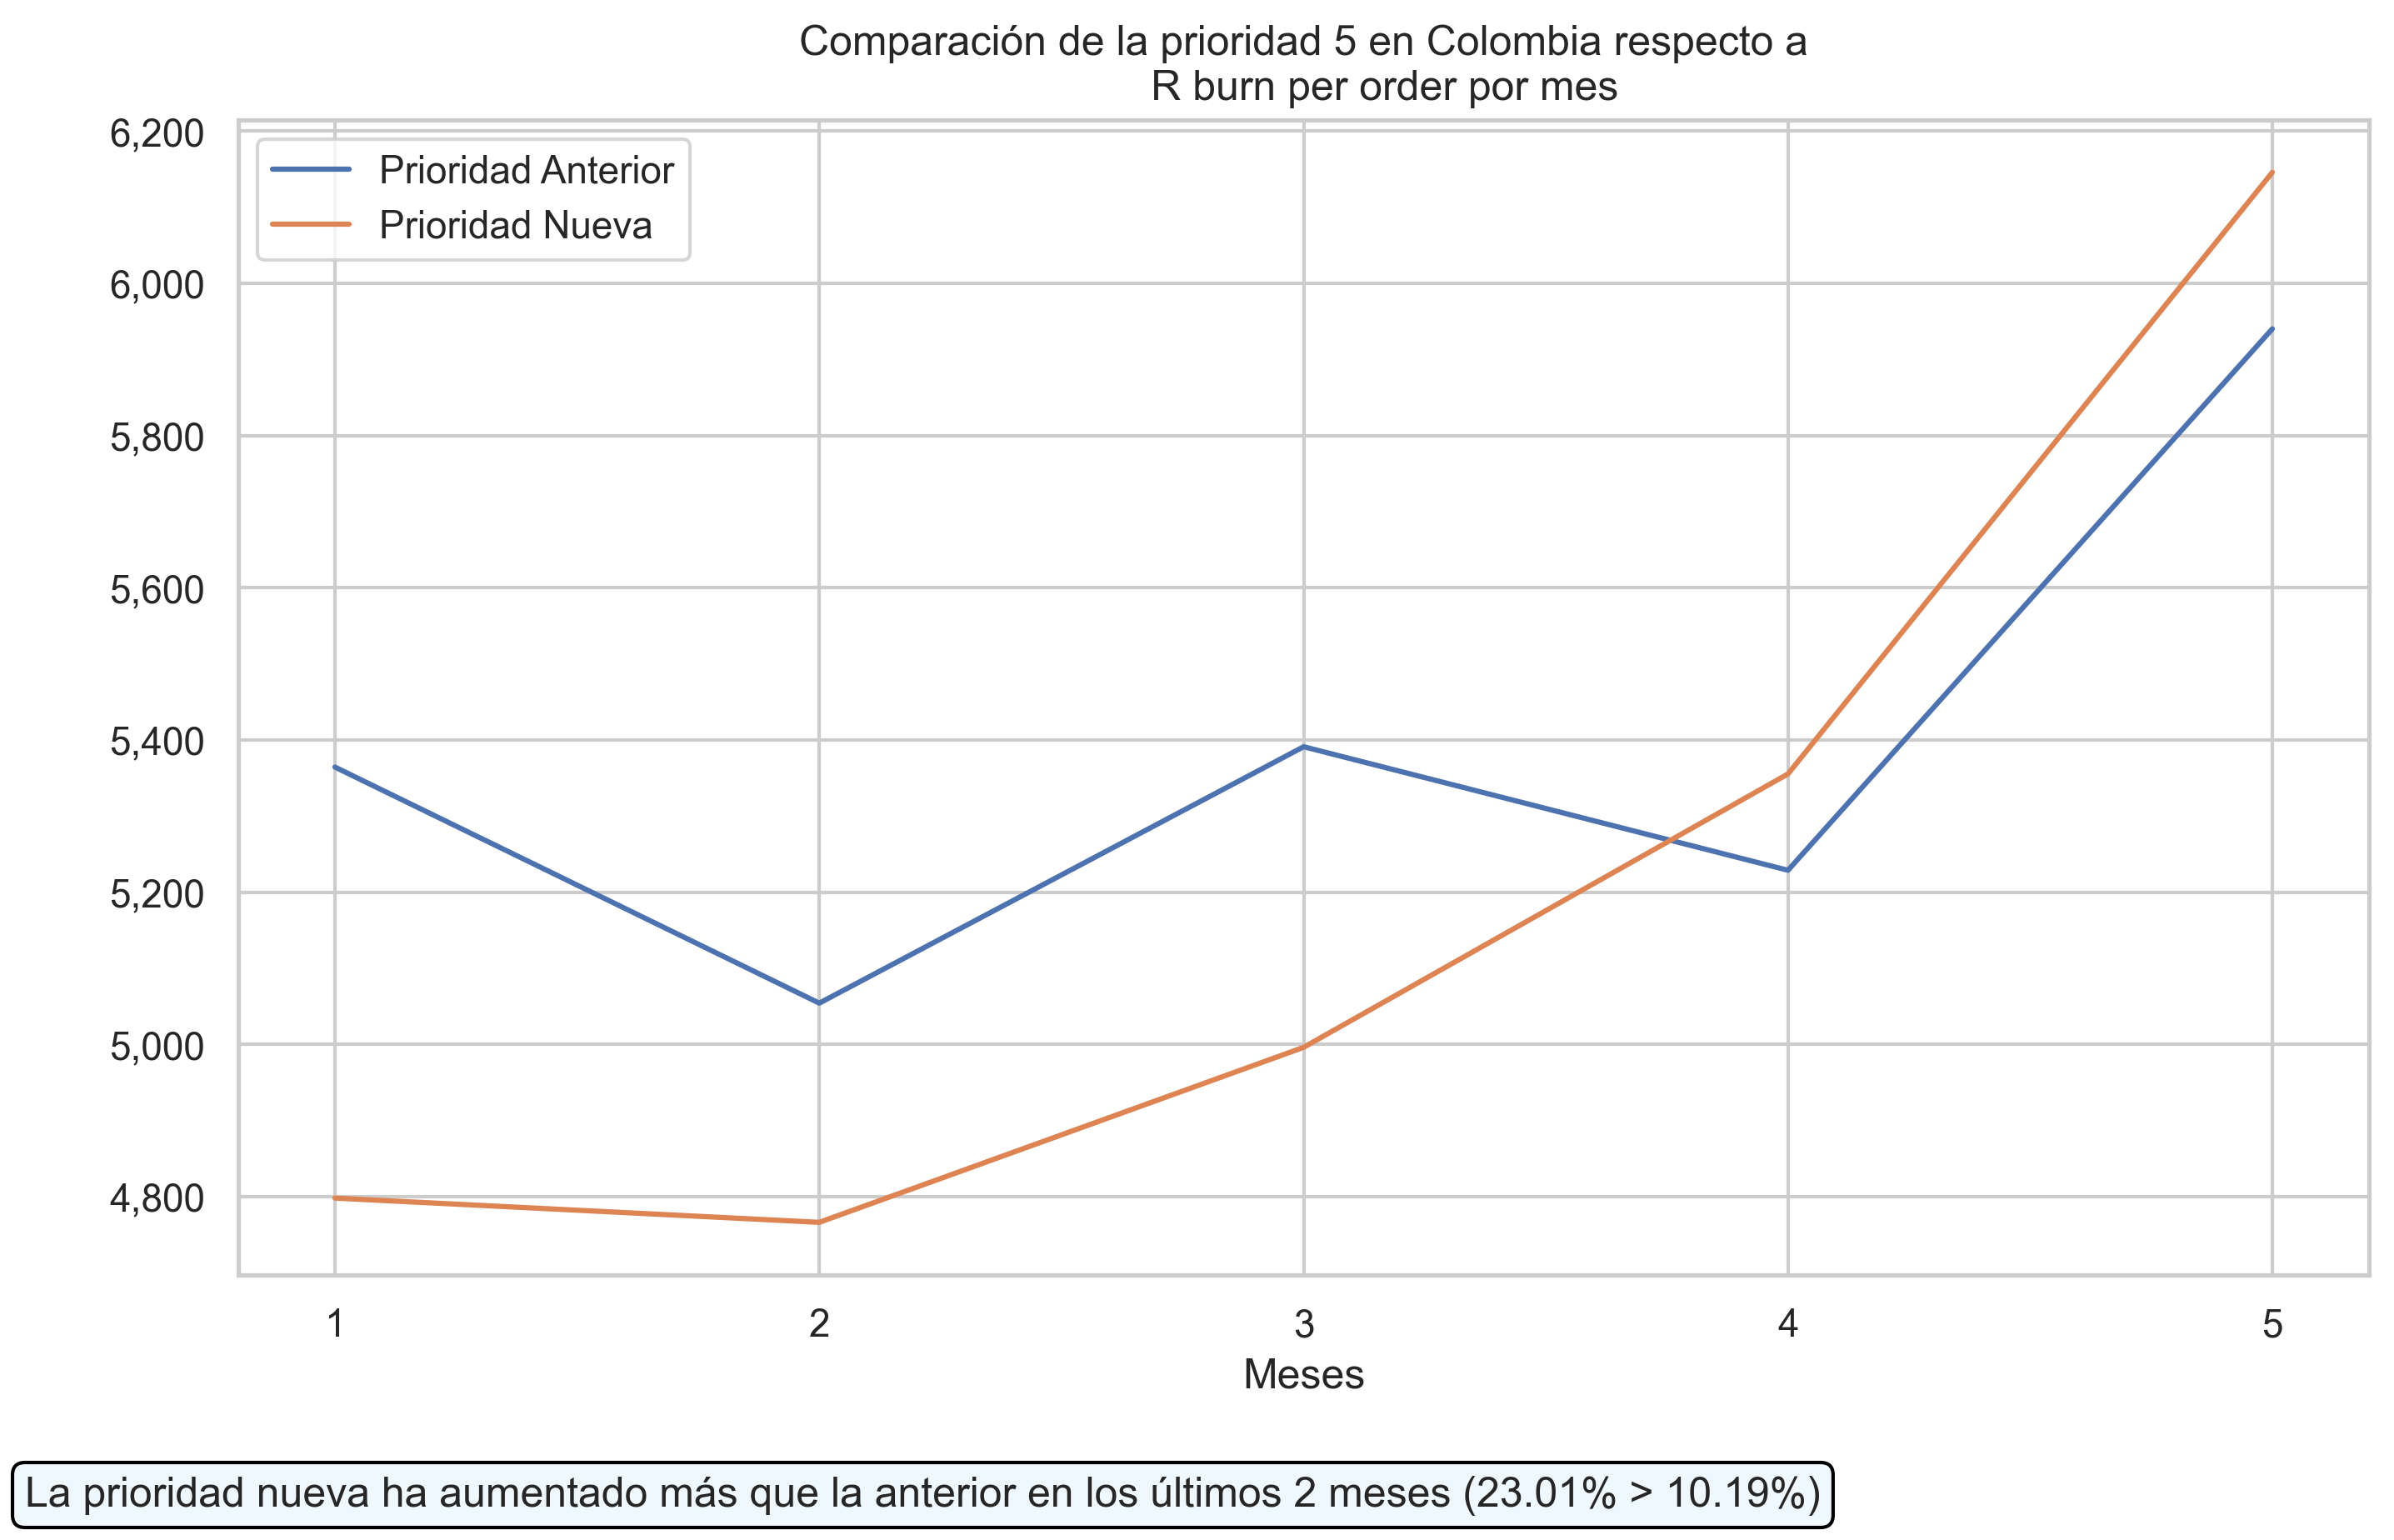 Comparación de la prioridad 5 en Colombia respecto a
R burn per order por mes
6,200
6,000
5,800
5,600
5,400
5,200
5,000
4,800
Prioridad Anterior
Prioridad Nueva
1 2 3 4 5
Meses
La prioridad nueva ha aumentado más que la anterior en los últimos 2 meses (23.01% > 10.19%)